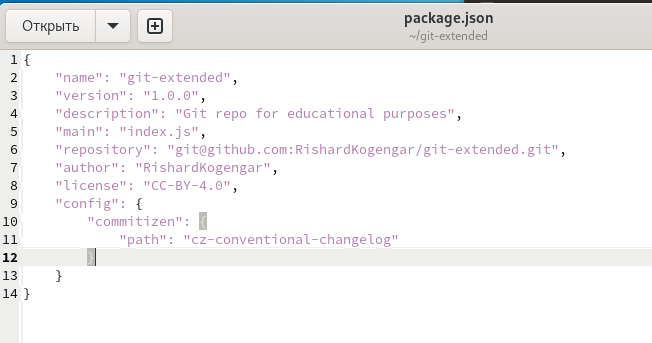 Открыть
package.json
~/git-extended
1 {
2     "name": "git-extended",
3     "version": "1.0.0",
4     "description": "Git repo for educational purposes",
5     "main": "index.js",
6     "repository": "git@github.com:RishardKogengar/git-extended.git",
7     "author": "RishardKogengar",
8     "license": "CC-BY-4.0",
9     "config": {
10         "commitizen": {
11             "path": "cz-conventional-changelog"
12         }
13     }
14 }